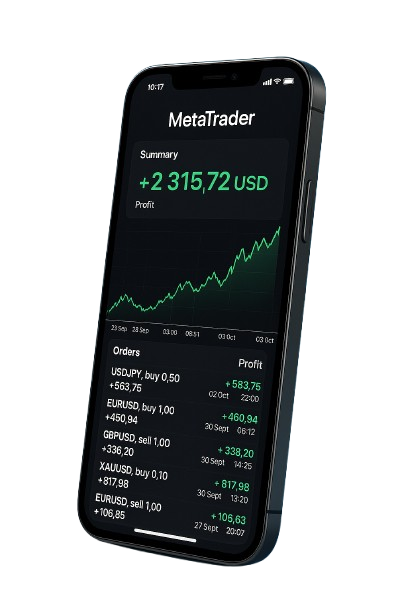 10:17
MetaTrader
Summary
+2 315,72 USD
Profit
23 Sep 28 Sep 03:00 08:51 03 Oct 03 Oct
Orders
Profit
USDJPY, buy 0,50
+583,75
+563,75
02 Oct 22:00
EURUSD, buy 1,00
+460,94
+450,94
30 Sept 06:12
GBPUSD, sell 1,00
+338,20
+336,20
30 Sept 14:25
XAUUSD, buy 0,10
+817,98
+817,98
30 Sept 13:20
EURUSD, sell 1,00
+106,63
+106,85
27 Sept 20:07